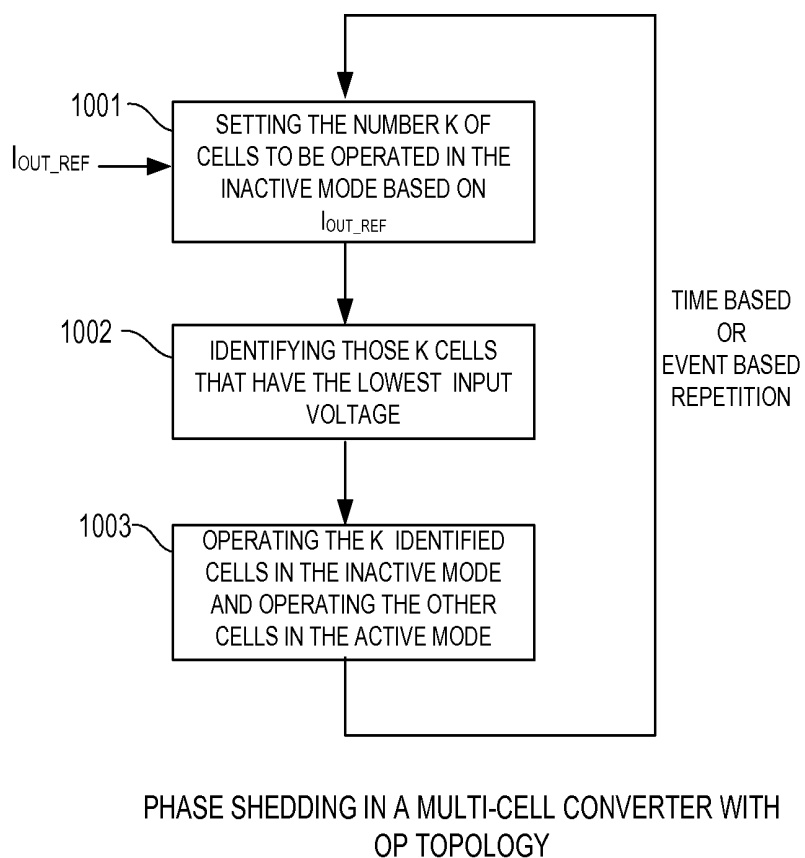 1001
SETTING THE NUMBER K OF
CELLS TO BE OPERATED IN THE
INACTIVE MODE BASED ON
IOUT_REF
IOUT_REF
1002
IDENTIFYING THOSE K CELLS
THAT HAVE THE LOWEST INPUT
VOLTAGE
TIME BASED
OR
EVENT BASED
REPETITION
1003
OPERATING THE K IDENTIFIED
CELLS IN THE INACTIVE MODE
AND OPERATING THE OTHER
CELLS IN THE ACTIVE MODE
PHASE SHEDDING IN A MULTI-CELL CONVERTER WITH
OP TOPOLOGY